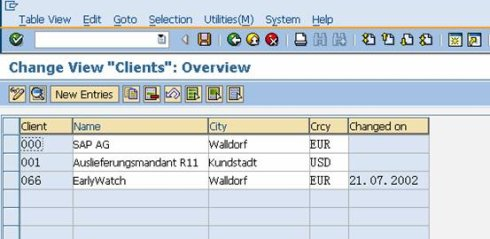 Table View Edit Goto Selection Utilities(M) System Help
Change View "Clients": Overview
New Entries
Client Name City Crcy Changed on
000 SAP AG Walldorf EUR
001 Auslieferungsmandant R11 Kundstadt USD
066 EarlyWatch Walldorf EUR 21.07.2002